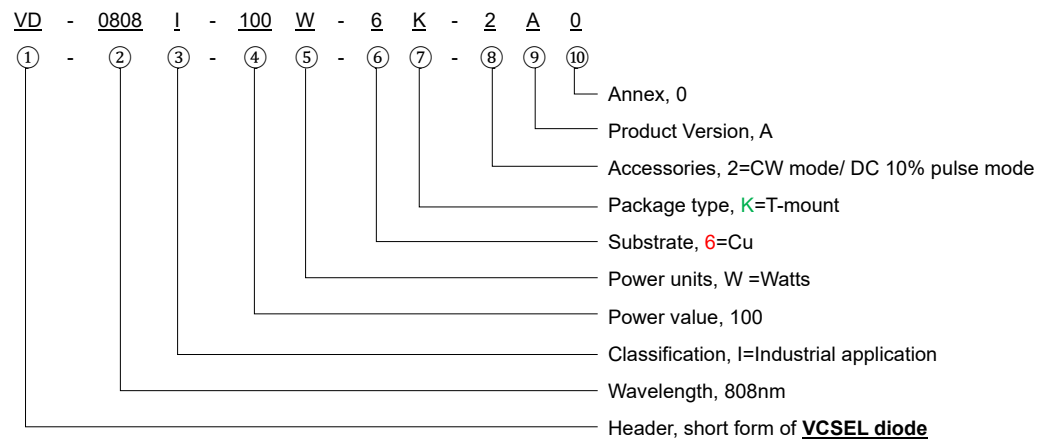 VD - 0808 I - 100 W - 6 K - 2 A 0
① - ② ③ - ④ ⑤ - ⑥ ⑦ - ⑧ ⑨ ⑩
Annex, 0
Product Version, A
Accessories, 2=CW mode/ DC 10% pulse mode
Package type, K=T-mount
Substrate, 6=Cu
Power units, W =Watts
Power value, 100
Classification, I=Industrial application
Wavelength, 808nm
Header, short form of VCSEL diode